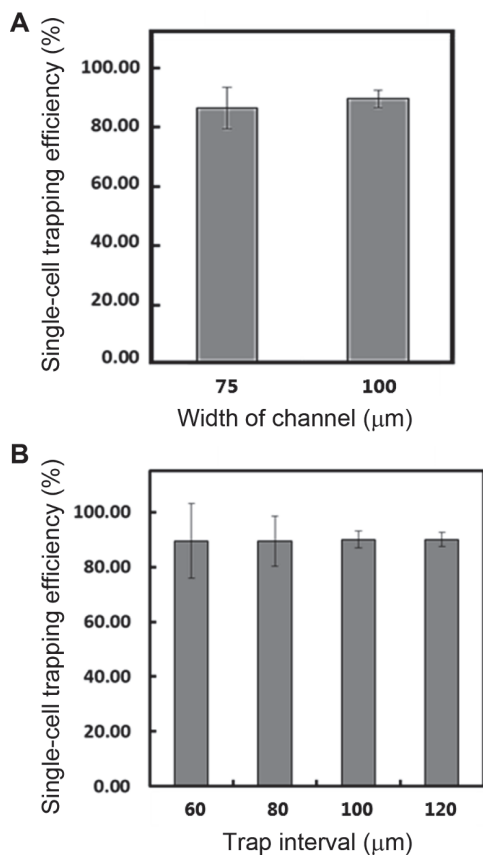 A
Single-cell trapping efficiency (%)
100.00
80.00
60.00
40.00
20.00
0.00
75 100
Width of channel (μm)
B
Single-cell trapping efficiency (%)
100.00
80.00
60.00
40.00
20.00
0.00
60 80 100 120
Trap interval (μm)